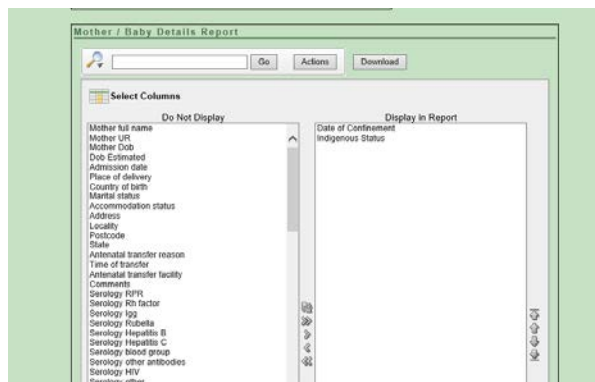 Mother / Baby Details Report
Go
Actions
Download
Select Columns
Do Not Display
Mother full name
Mother UR
Mother Dob
Dob Estimated
Admission date
Place of delivery
Country of birth
Marital status
Accommodation status
Address
Locality
Postcode
State
Antenatal transfer reason
Time of transfer
Antenatal transfer facility
Comments
Serology RPR
Serology Rh factor
Serology Igg
Serology Rubella
Serology Hepatitis B
Serology Hepatitis C
Serology blood group
Serology other antibodies
Serology HIV
Serology other
Display in Report
Date of Confinement
Indigenous Status